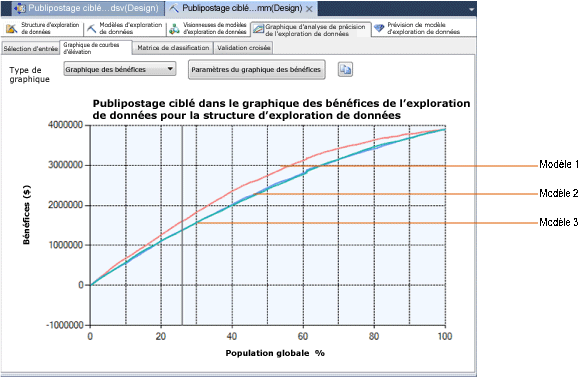 Publipostage ciblé....dsv(Design)
Publipostage ciblé....mm(Design)
Structure d'exploration de données
Modèles d'exploration de données
Visionneuses de modèles d'exploration de données
Graphique d'analyse de précision de l'exploration de données
Prévision de modèle d'exploration de données
Sélection d'entrée
Graphique de courbes d'élévation
Matrice de classification
Validation croisée
Type de graphique
Graphique des bénéfices
Paramètres du graphique des bénéfices
Publipostage ciblé dans le graphique des bénéfices de l'exploration
de données pour la structure d'exploration de données
Bénéfices ($)
4000000
3000000
2000000
1000000
0
-1000000
0
20
40
60
80
100
Population globale %
Modèle 1
Modèle 2
Modèle 3